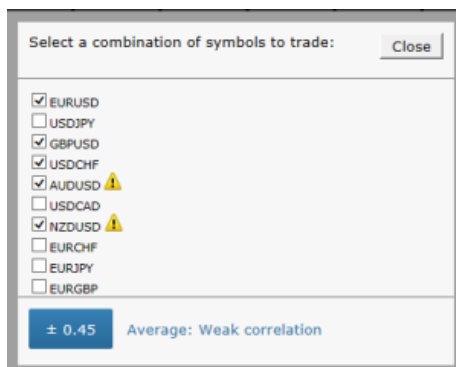 Select a combination of symbols to trade:
Close
EURUSD
USDJPY
GBPUSD
USDCHF
AUDUSD
USDCAD
NZDUSD
EURCHF
EURJPY
EURGBP
± 0.45
Average: Weak correlation